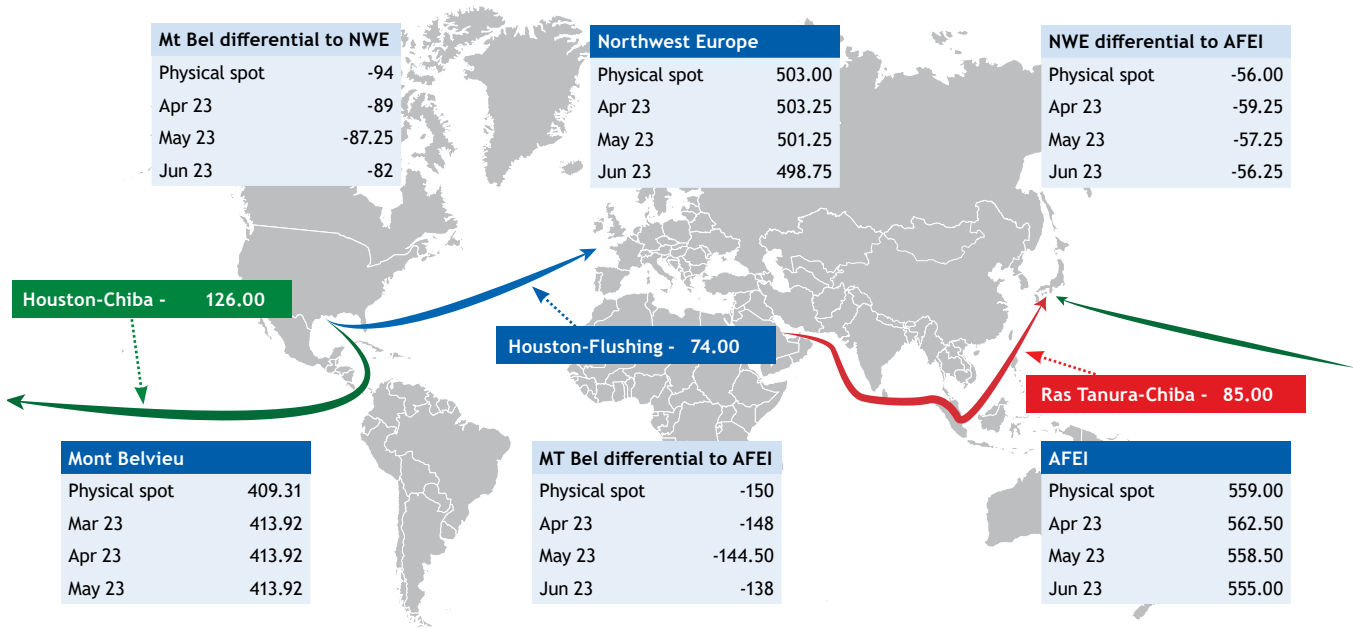 Mt Bel differential to NWE
Physical spot -94
Apr 23 -89
May 23 -87.25
Jun 23 -82
Northwest Europe
Physical spot 503.00
Apr 23 503.25
May 23 501.25
Jun 23 498.75
NWE differential to AFEI
Physical spot -56.00
Apr 23 -59.25
May 23 -57.25
Jun 23 -56.25
Houston-Chiba - 126.00
Houston-Flushing - 74.00
Ras Tanura-Chiba - 85.00
Mont Belvieu
Physical spot 409.31
Mar 23 413.92
Apr 23 413.92
May 23 413.92
MT Bel differential to AFEI
Physical spot -150
Apr 23 -148
May 23 -144.50
Jun 23 -138
AFEI
Physical spot 559.00
Apr 23 562.50
May 23 558.50
Jun 23 555.00